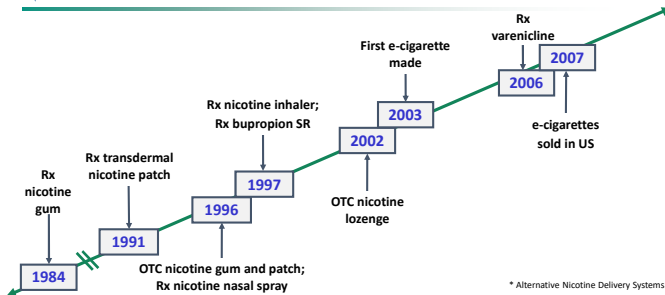 Rx
varenicline
2007
First e-cigarette
made
2006
Rx nicotine inhaler;
Rx bupropion SR
2003
e-cigarettes
sold in US
2002
Rx transdermal
nicotine patch
1997
OTC nicotine
lozenge
Rx
nicotine
gum
1996
1991
OTC nicotine gum and patch;
Rx nicotine nasal spray
1984
* Alternative Nicotine Delivery Systems